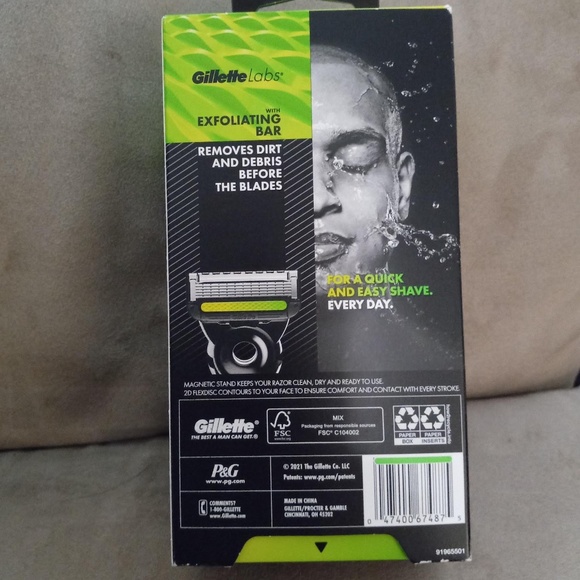 GilletteLabs®
WITH
EXFOLIATING
BAR
REMOVES DIRT
AND DEBRIS
BEFORE
THE BLADES
FOR A QUICK
AND EASY SHAVE.
EVERY DAY.
MAGNETIC STAND KEEPS YOUR RAZOR CLEAN, DRY AND READY TO USE.
2D FLEXDISC CONTOURS TO YOUR FACE TO ENSURE COMFORT AND CONTACT WITH EVERY STROKE.
Gillette®
THE BEST A MAN CAN GET®
FSC
MIX
Packaging from responsible sources
FSC® C104002
PAPER
BOX
PAPER
INSERTS
P&G
www.pg.com
© 2021 The Gillette Co. LLC
Patents: www.pg.com/patents
COMMENTS?
1-800-GILLETTE
www.Gillette.com
MADE IN CHINA
GILLETTE/PROCTER & GAMBLE
CINCINNATI, OH 45202
0 47400 67487 5
91965501